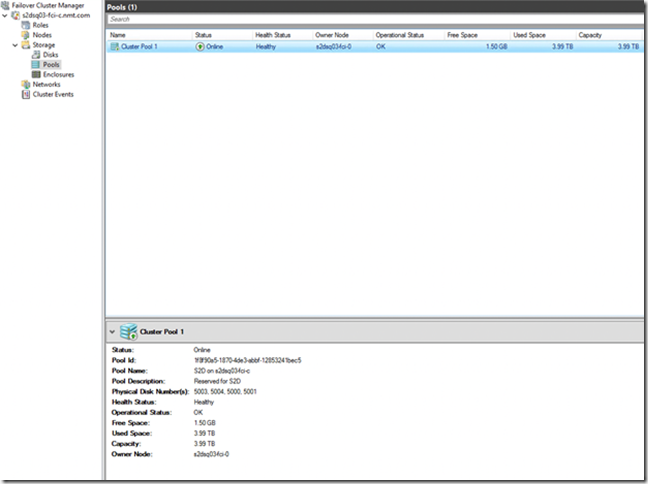 Failover Cluster Manager
s2dsq03-fci-c.nmt.com
Roles
Nodes
Storage
Disks
Pools
Enclosures
Networks
Cluster Events
Pools (1)
Search
Name Status Health Status Owner Node Operational Status Free Space Used Space Capacity
Cluster Pool 1 Online Healthy s2dsq034fci-0 OK 1.50 GB 3.99 TB 3.99 TB
Cluster Pool 1
Status: Online
Pool Id: 1f8f90a5-1870-4de3-abbf-12853241bec5
Pool Name: S2D on s2dsq034fci-c
Pool Description: Reserved for S2D
Physical Disk Number(s): 5003, 5004, 5000, 5001
Health Status: Healthy
Operational Status: OK
Free Space: 1.50 GB
Used Space: 3.99 TB
Capacity: 3.99 TB
Owner Node: s2dsq034fci-0